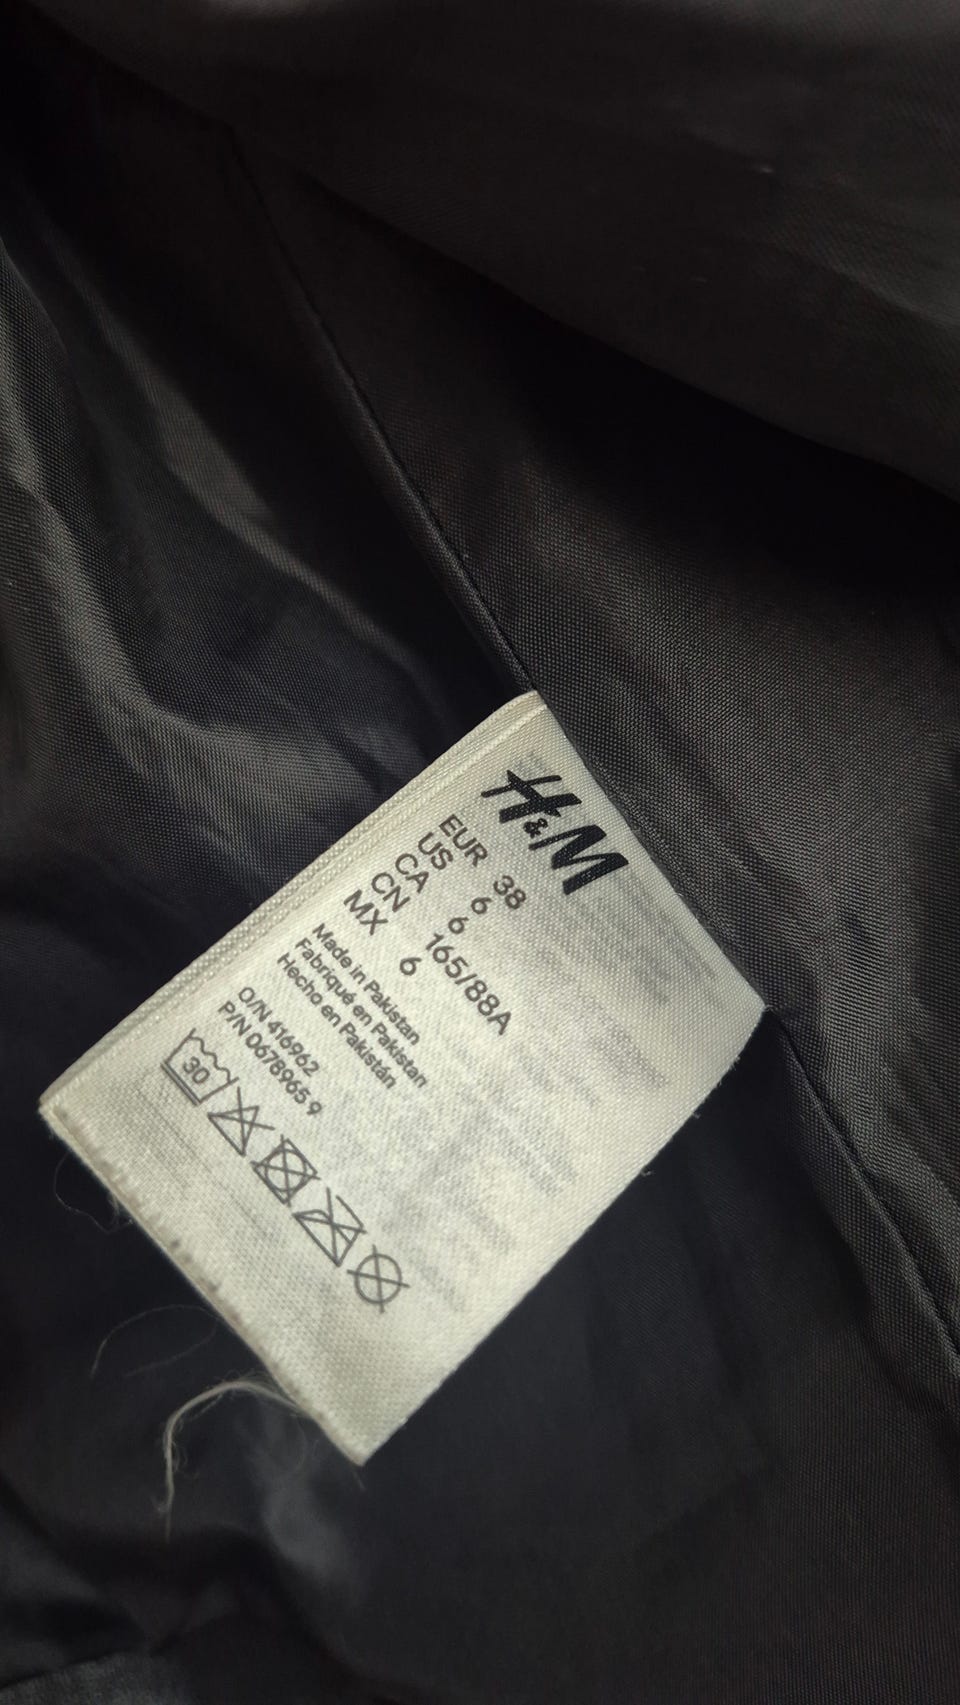 H&M
EUR 38
US 6
CA 6
CN 165/88A
MX 6
Made in Pakistan
Fabriqué en Pakistan
Hecho en Pakistán
O/N 416962
P/N 0678965 9
30